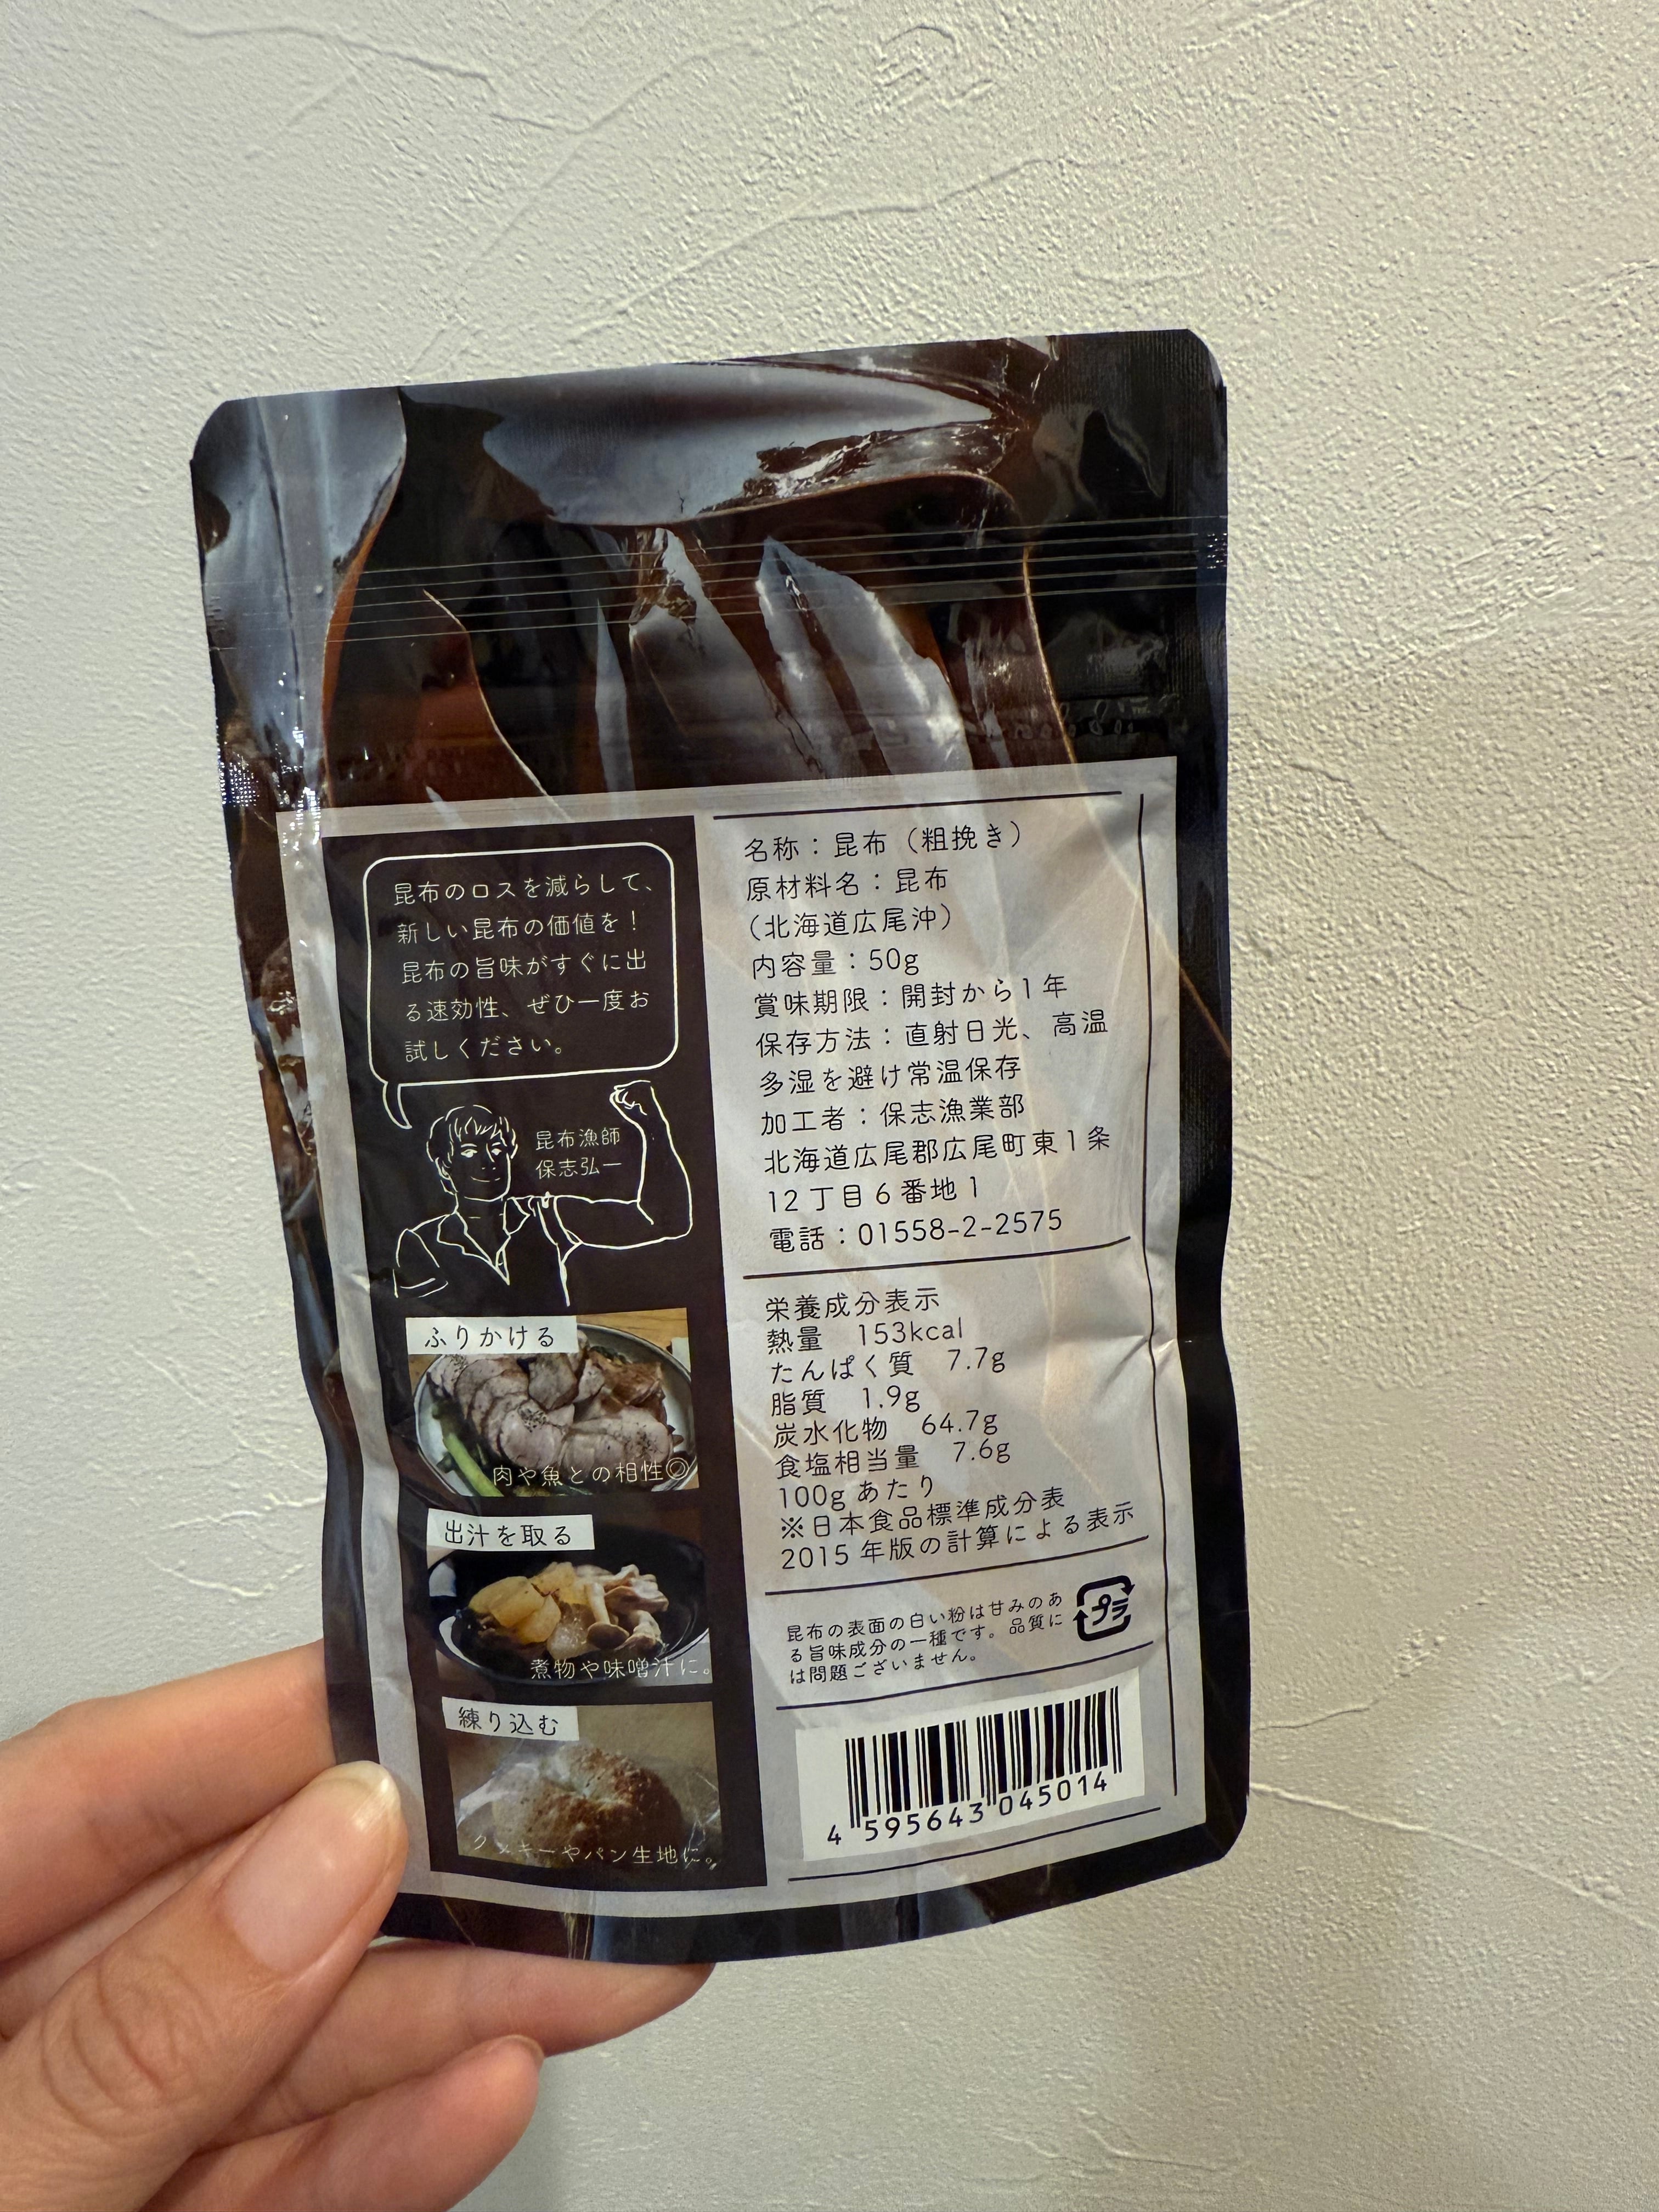 昆布のロスを減らして、
新しい昆布の価値を！
昆布の旨味がすぐに出
る速効性、ぜひ一度お
試しください。
昆布漁師
保志弘一
ふりかける
肉や魚との相性◎
出汁を取る
煮物や味噌汁に。
練り込む
クッキーやパン生地に。
名称：昆布（粗挽き）
原材料名：昆布
（北海道広尾沖）
内容量：50g
賞味期限：開封から1年
保存方法：直射日光、高温
多湿を避け常温保存
加工者：保志漁業部
北海道広尾郡広尾町東1条
12丁目6番地1
電話：01558-2-2575
栄養成分表示
熱量　153kcal
たんぱく質　7.7g
脂質　1.9g
炭水化物　64.7g
食塩相当量　7.6g
100gあたり
※日本食品標準成分表
2015年版の計算による表示
昆布の表面の白い粉は甘みのあ
る旨味成分の一種です。品質に
は問題ございません。
プラ
4 595643 045014